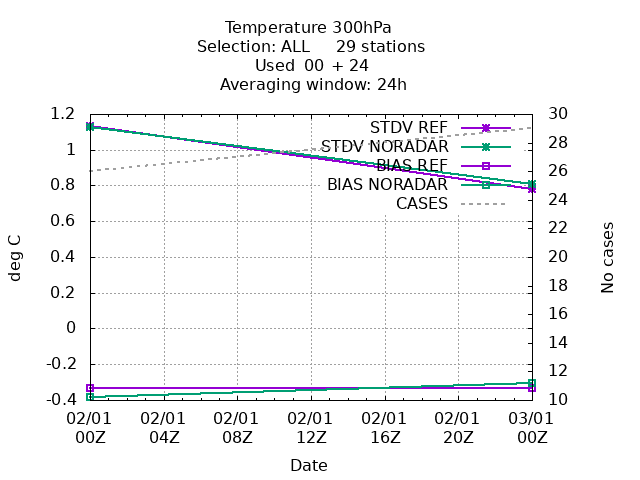 Temperature 300hPa
Selection: ALL 29 stations
Used 00 + 24
Averaging window: 24h
1.2
1
0.8
0.6
0.4
0.2
0
-0.2
-0.4
deg C
STDV REF
STDV NORADAR
BIAS REF
BIAS NORADAR
CASES
30
28
26
24
22
20
18
16
14
12
10
No cases
02/01 02/01 02/01 02/01 02/01 02/01 03/01
00Z 04Z 08Z 12Z 16Z 20Z 00Z
Date